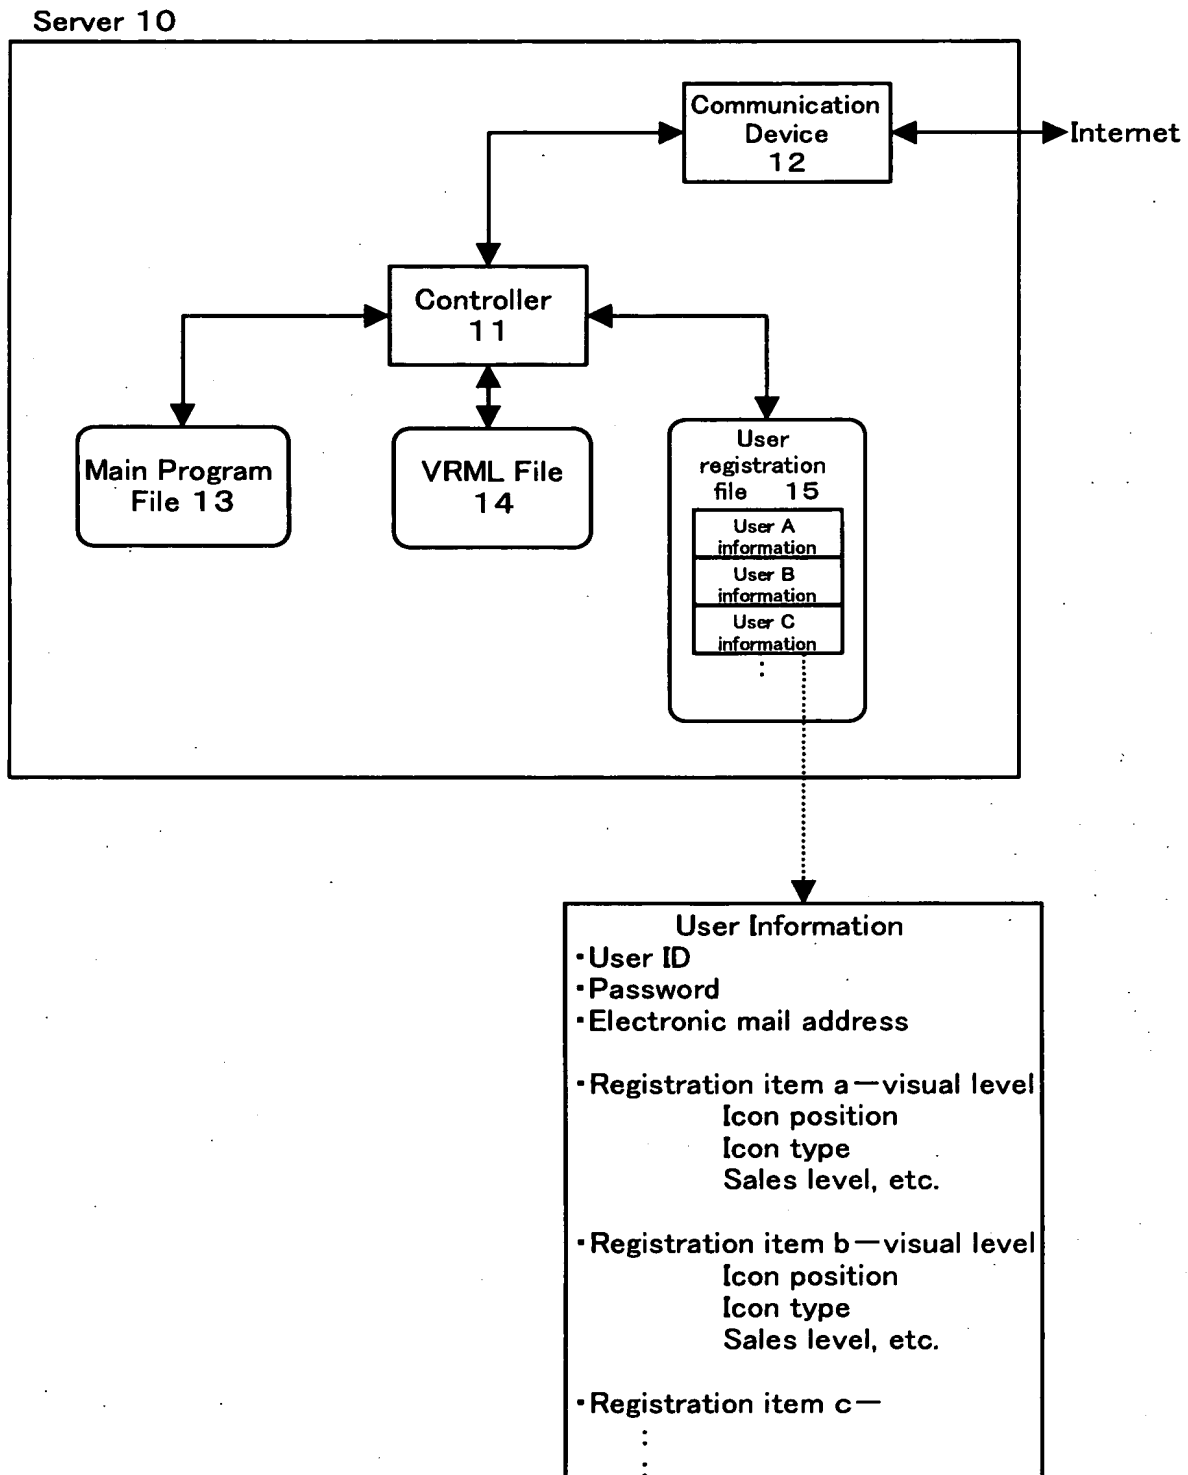 Server 10
Communication
Device
12
Internet
Controller
11
Main Program
File 13
VRML File
14
User
registration
file 15
User A
information
User B
information
User C
information
⋮
User Information
・User ID
・Password
・Electronic mail address
・Registration item a—visual level
Icon position
Icon type
Sales level, etc.
・Registration item b—visual level
Icon position
Icon type
Sales level, etc.
・Registration item c—
⋮